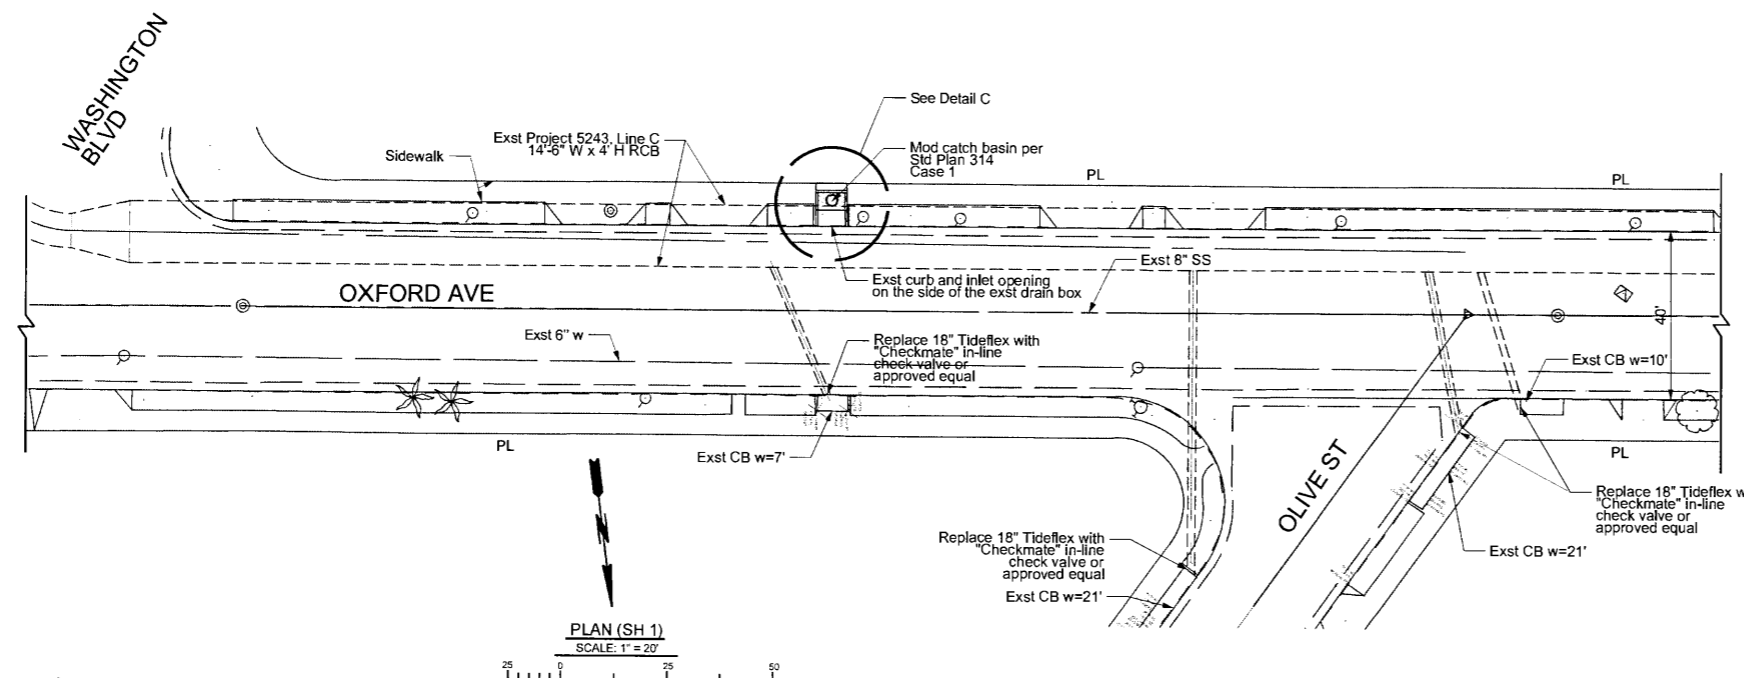 WASHINGTON
BLVD
See Detail C
Exst Project 5243, Line C
14'-6" W x 4' H RCB
Sidewalk
Mod catch basin per
Std Plan 314
Case 1
PL
PL
Exst 8" SS
Exst curb and inlet opening
on the side of the exst drain box
OXFORD AVE
40'
Exst 6" w
Replace 18" Tideflex with
"Checkmate" in-line
check valve or
approved equal
Exst CB w=10'
PL
Exst CB w=7'
PL
OLIVE ST
Replace 18" Tideflex w
"Checkmate" in-line
check valve or
approved equal
Replace 18" Tideflex with
"Checkmate" in-line
check valve or
approved equal
Exst CB w=21'
Exst CB w=21'
PLAN (SH 1)
SCALE: 1" = 20'
25 0 25 50